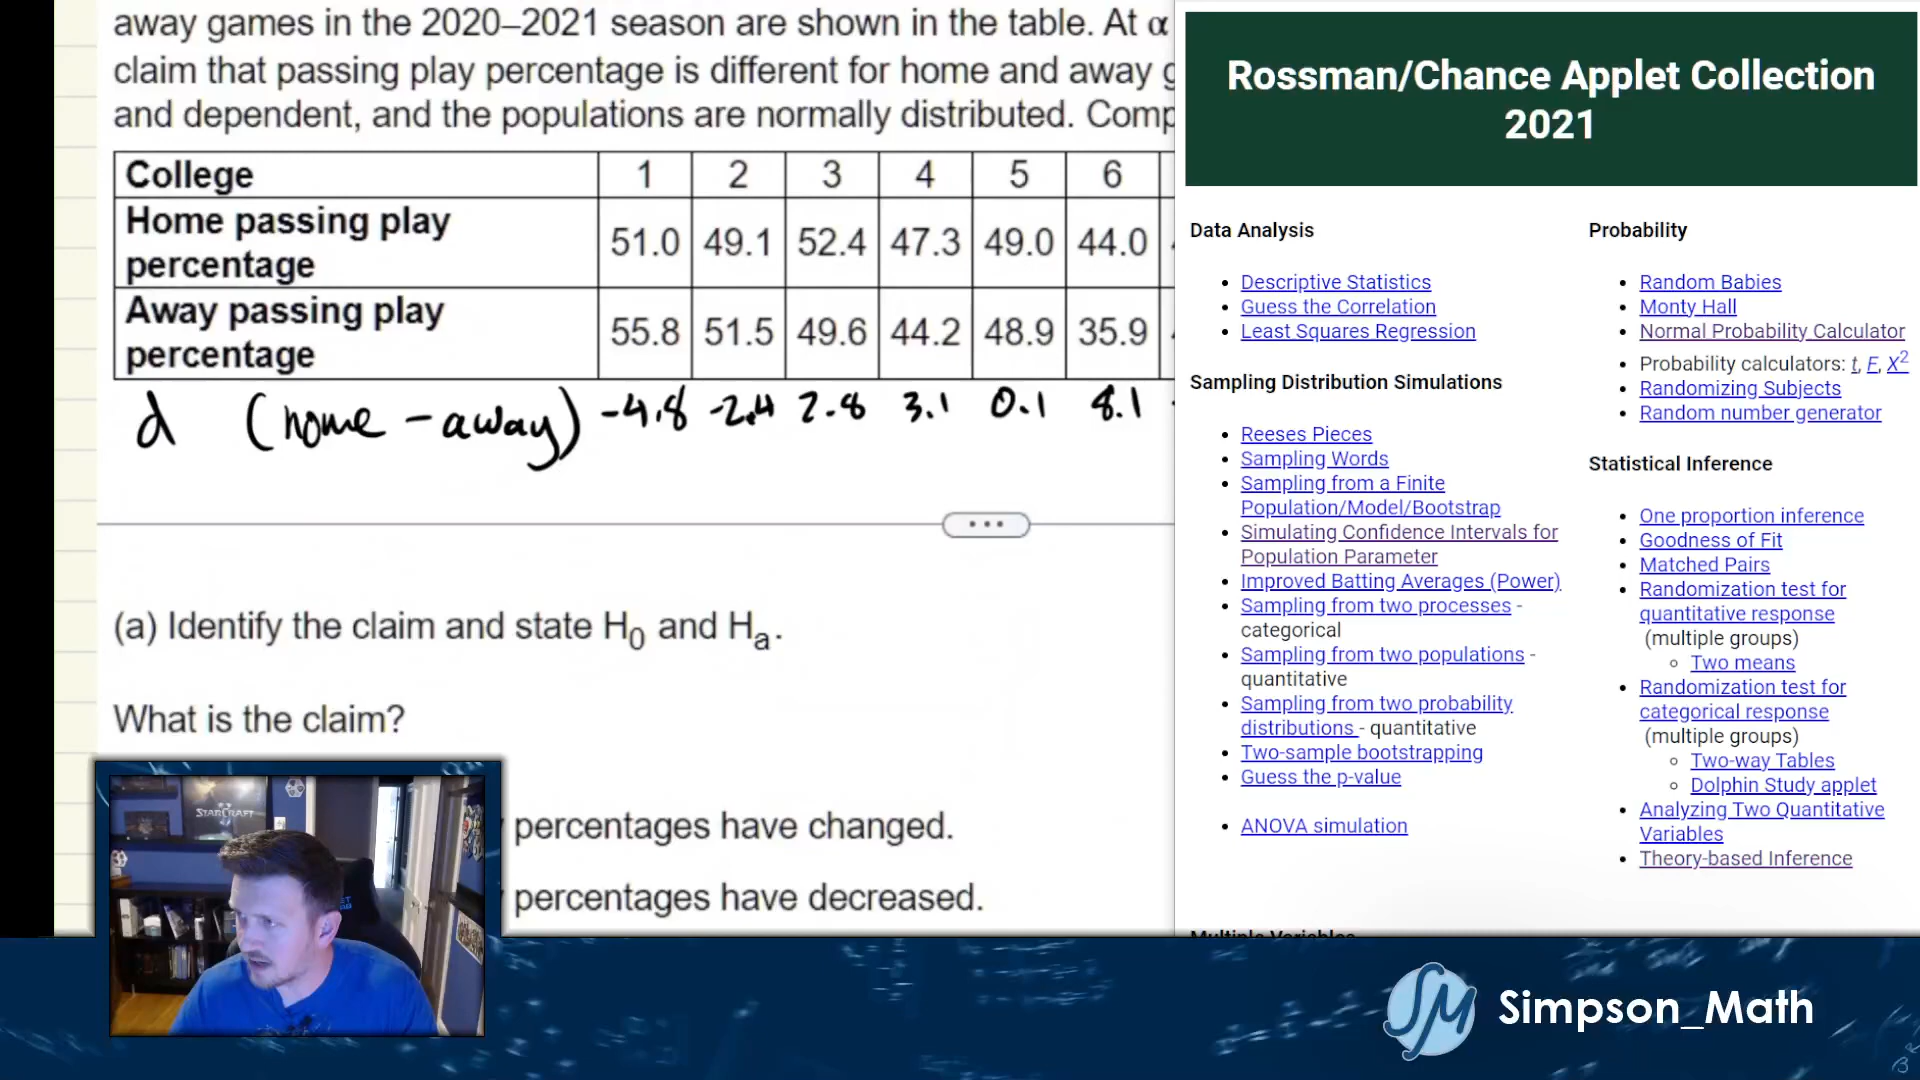 away games in the 2020–2021 season are shown in the table. At α
claim that passing play percentage is different for home and away g
and dependent, and the populations are normally distributed. Comp
College 1 2 3 4 5 6
Home passing play
percentage
51.0 49.1 52.4 47.3 49.0 44.0
Away passing play
percentage
55.8 51.5 49.6 44.2 48.9 35.9
d (home - away) -4.8 -2.4 2.8 3.1 0.1 8.1
(a) Identify the claim and state H0 and Ha.
What is the claim?
percentages have changed.
percentages have decreased.
STARCRAFT
Rossman/Chance Applet Collection
2021
Data Analysis
Descriptive Statistics
Guess the Correlation
Least Squares Regression
Sampling Distribution Simulations
Reeses Pieces
Sampling Words
Sampling from a Finite
Population/Model/Bootstrap
Simulating Confidence Intervals for
Population Parameter
Improved Batting Averages (Power)
Sampling from two processes -
categorical
Sampling from two populations -
quantitative
Sampling from two probability
distributions - quantitative
Two-sample bootstrapping
Guess the p-value
ANOVA simulation
Probability
Random Babies
Monty Hall
Normal Probability Calculator
Probability calculators: t, F, X2
Randomizing Subjects
Random number generator
Statistical Inference
One proportion inference
Goodness of Fit
Matched Pairs
Randomization test for
quantitative response
(multiple groups)
Two means
Randomization test for
categorical response
(multiple groups)
Two-way Tables
Dolphin Study applet
Analyzing Two Quantitative
Variables
Theory-based Inference
Multiple Variables
SM Simpson_Math